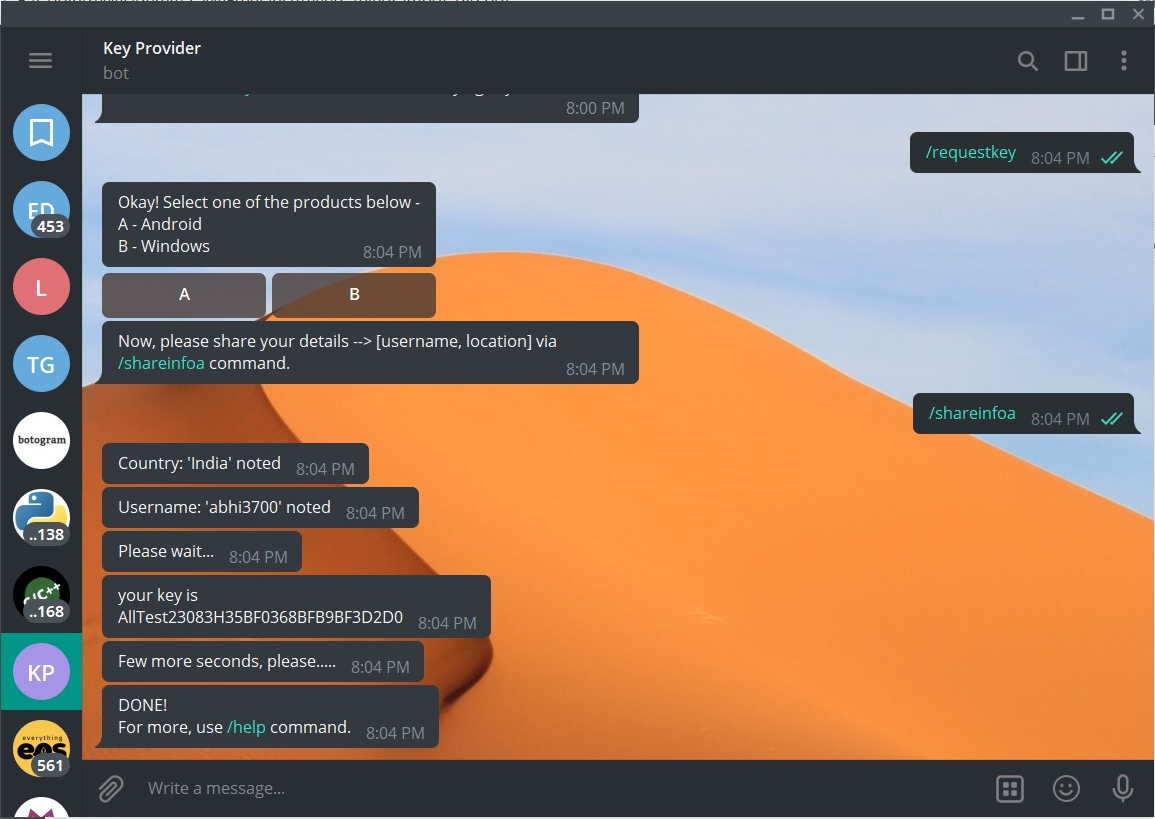 Key Provider
bot
8:00 PM
/requestkey 8:04 PM
Okay! Select one of the products below -
A - Android
B - Windows 8:04 PM
A B
Now, please share your details --> [username, location] via
/shareinfoa command. 8:04 PM
/shareinfoa 8:04 PM
Country: 'India' noted 8:04 PM
Username: 'abhi3700' noted 8:04 PM
Please wait... 8:04 PM
your key is
AllTest23083H35BF0368BFB9BF3D2D0 8:04 PM
Few more seconds, please..... 8:04 PM
DONE!
For more, use /help command. 8:04 PM
Write a message...
ED
453
L
TG
botogram
..138
C++
..168
KP
everything
eos
561